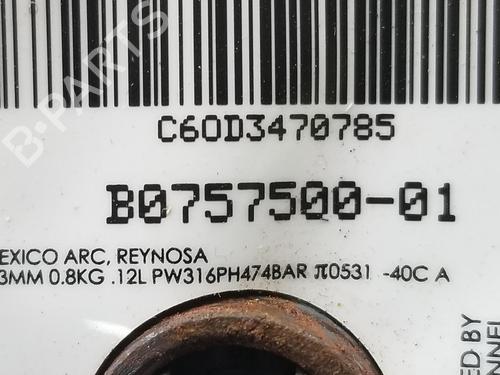 B-PARTS
C60D3470785
B0757500-01
EXICO ARC, REYNOSA
3MM 0.8KG .12L PW316PH474BAR π0531 -40C A
ED BY
NNEL